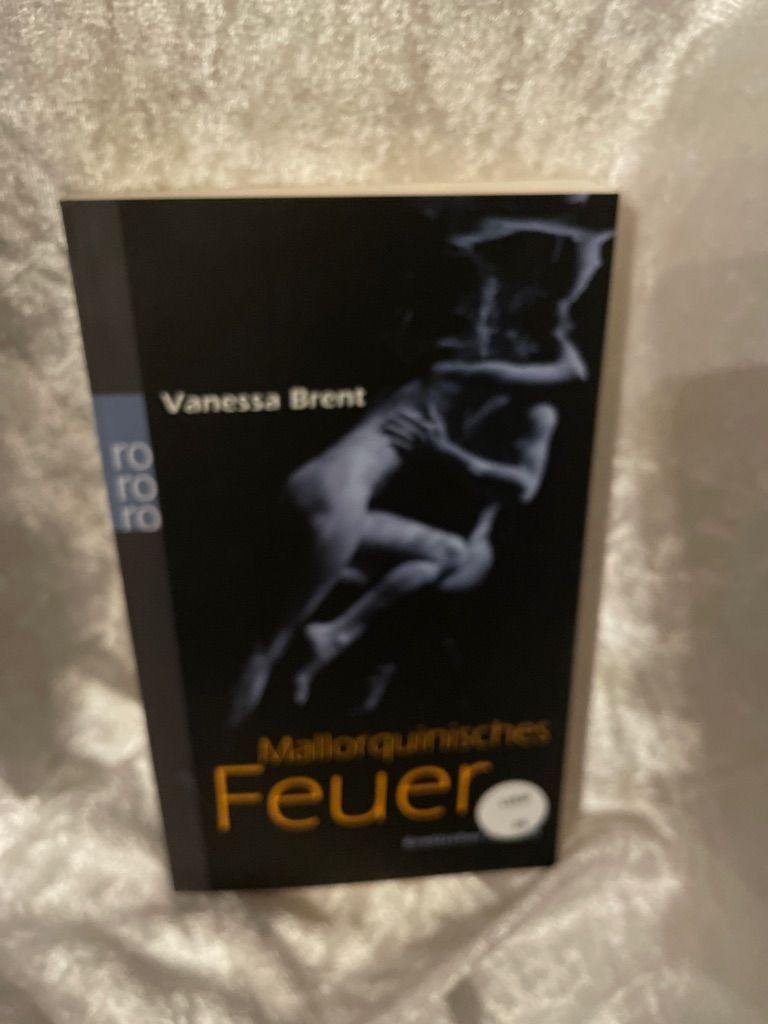 Vanessa Brent
ro
ro
ro
Mallorquinisches
Feuer